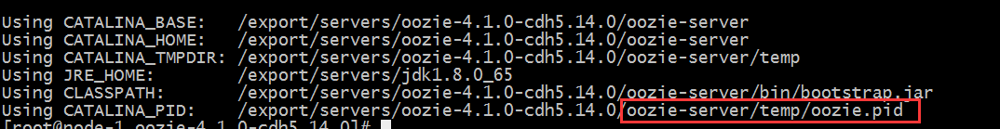 Using CATALINA_BASE:   /export/servers/oozie-4.1.0-cdh5.14.0/oozie-server
Using CATALINA_HOME:   /export/servers/oozie-4.1.0-cdh5.14.0/oozie-server
Using CATALINA_TMPDIR: /export/servers/oozie-4.1.0-cdh5.14.0/oozie-server/temp
Using JRE_HOME:        /export/servers/jdk1.8.0_65
Using CLASSPATH:       /export/servers/oozie-4.1.0-cdh5.14.0/oozie-server/bin/bootstrap.jar
Using CATALINA_PID:    /export/servers/oozie-4.1.0-cdh5.14.0/oozie-server/temp/oozie.pid
[root@node-1 oozie-4.1.0-cdh5.14.0]#